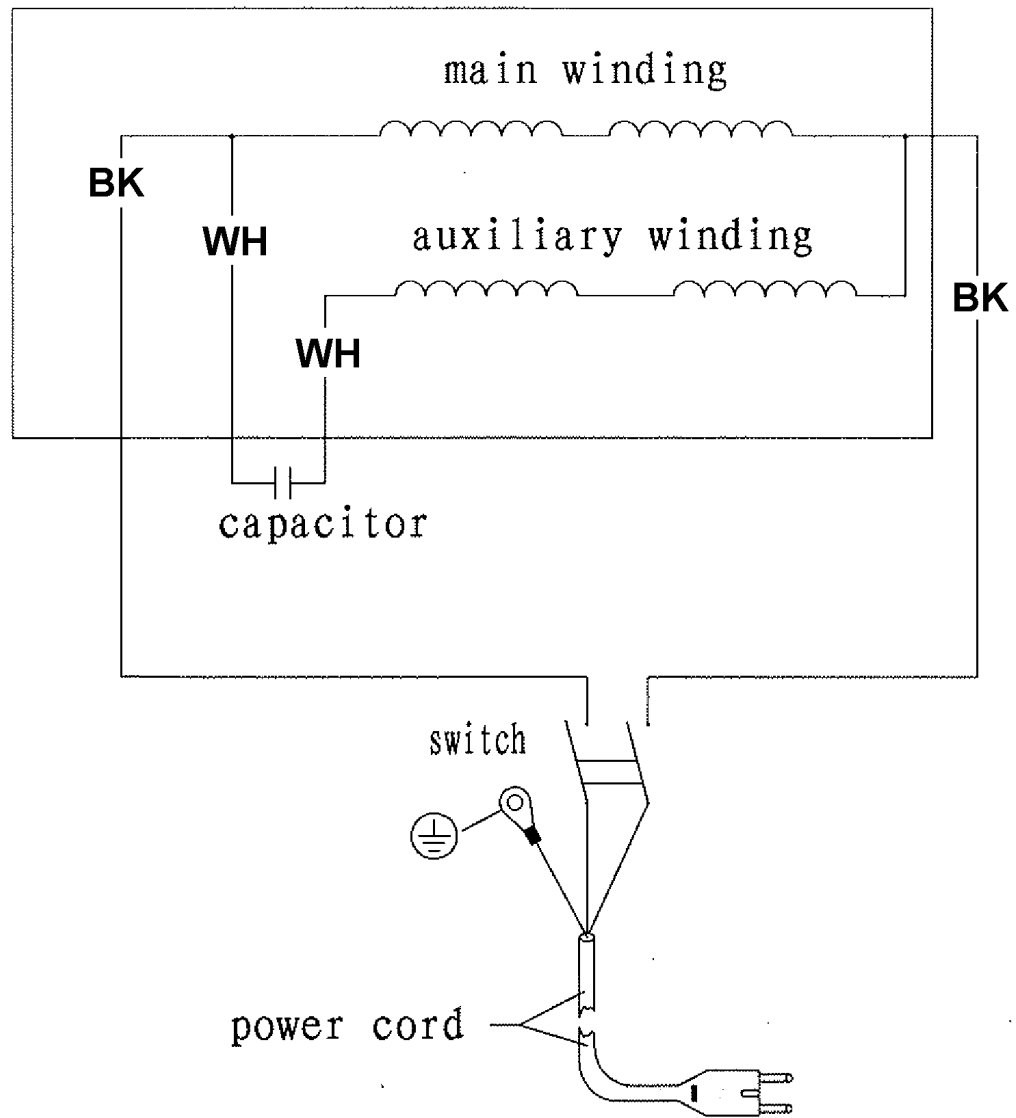 main winding
BK
WH
auxiliary winding
BK
WH
capacitor
switch
power cord